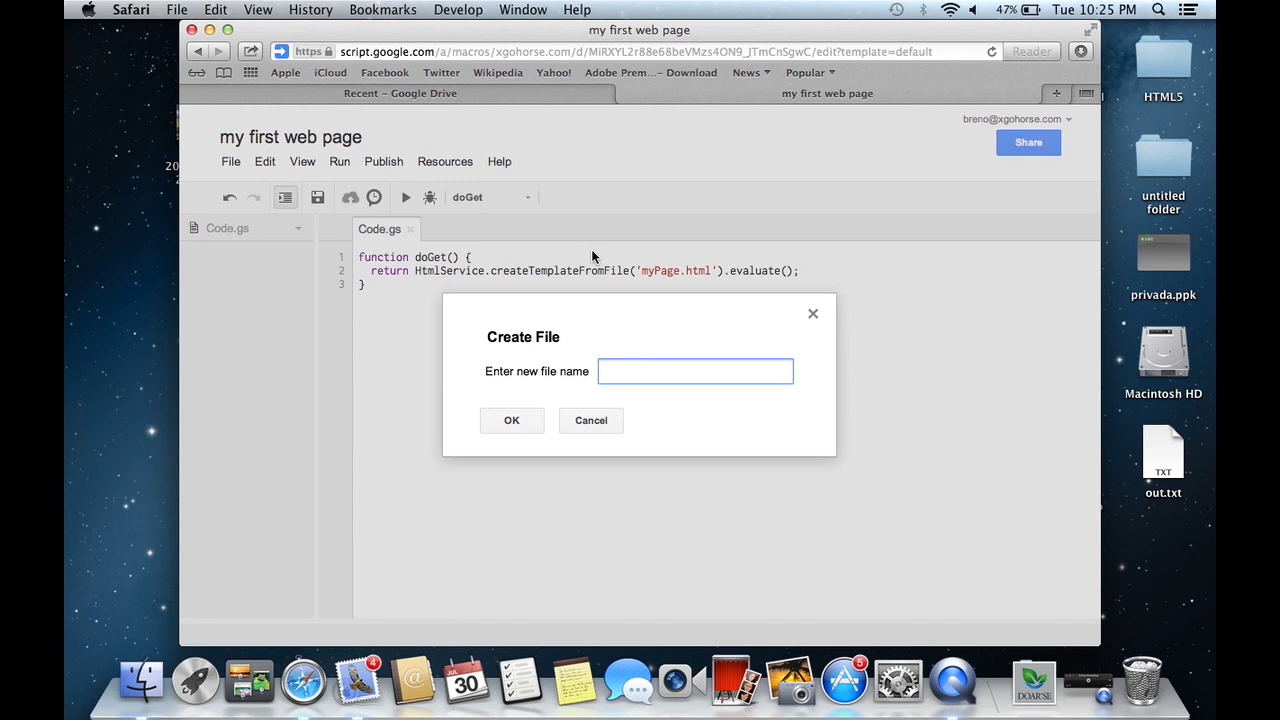 Safari File Edit View History Bookmarks Develop Window Help 47% Tue 10:25 PM
my first web page
https script.google.com/a/macros/xgohorse.com/d/MiRXYL2r88e68beVMzs4ON9_JTmCnSgwC/edit?template=default Reader
Apple iCloud Facebook Twitter Wikipedia Yahoo! Adobe Prem...– Download News Popular
Recent – Google Drive my first web page
breno@xgohorse.com
my first web page
Share
File Edit View Run Publish Resources Help
doGet
Code.gs Code.gs
1 function doGet() {
2 return HtmlService.createTemplateFromFile('myPage.html').evaluate();
3 }
Create File
Enter new file name
OK Cancel
HTML5
untitled
folder
EXEC
privada.ppk
Macintosh HD
TXT
out.txt
20
4
JUL
30
5
DOAR$E